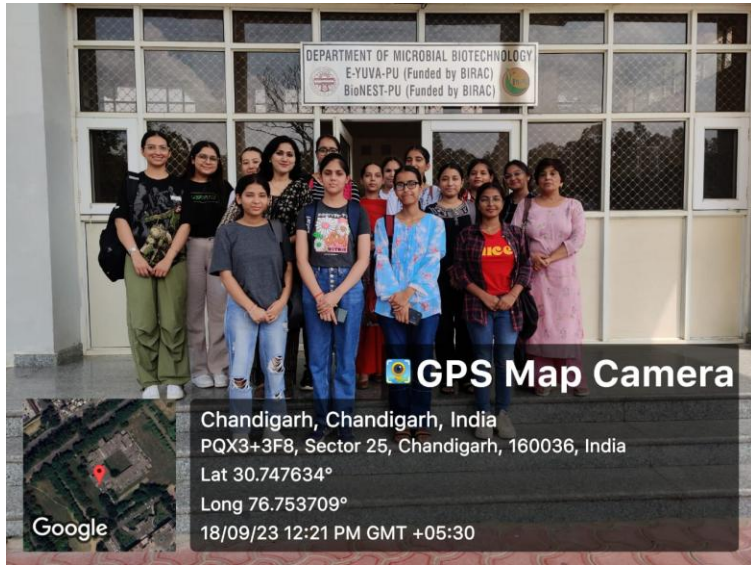 DEPARTMENT OF MICROBIAL BIOTECHNOLOGY
E-YUVA-PU (Funded by BIRAC)
BioNEST-PU (Funded by BIRAC)
GPS Map Camera
Chandigarh, Chandigarh, India
PQX3+3F8, Sector 25, Chandigarh, 160036, India
Lat 30.747634°
Long 76.753709°
18/09/23 12:21 PM GMT +05:30
Google